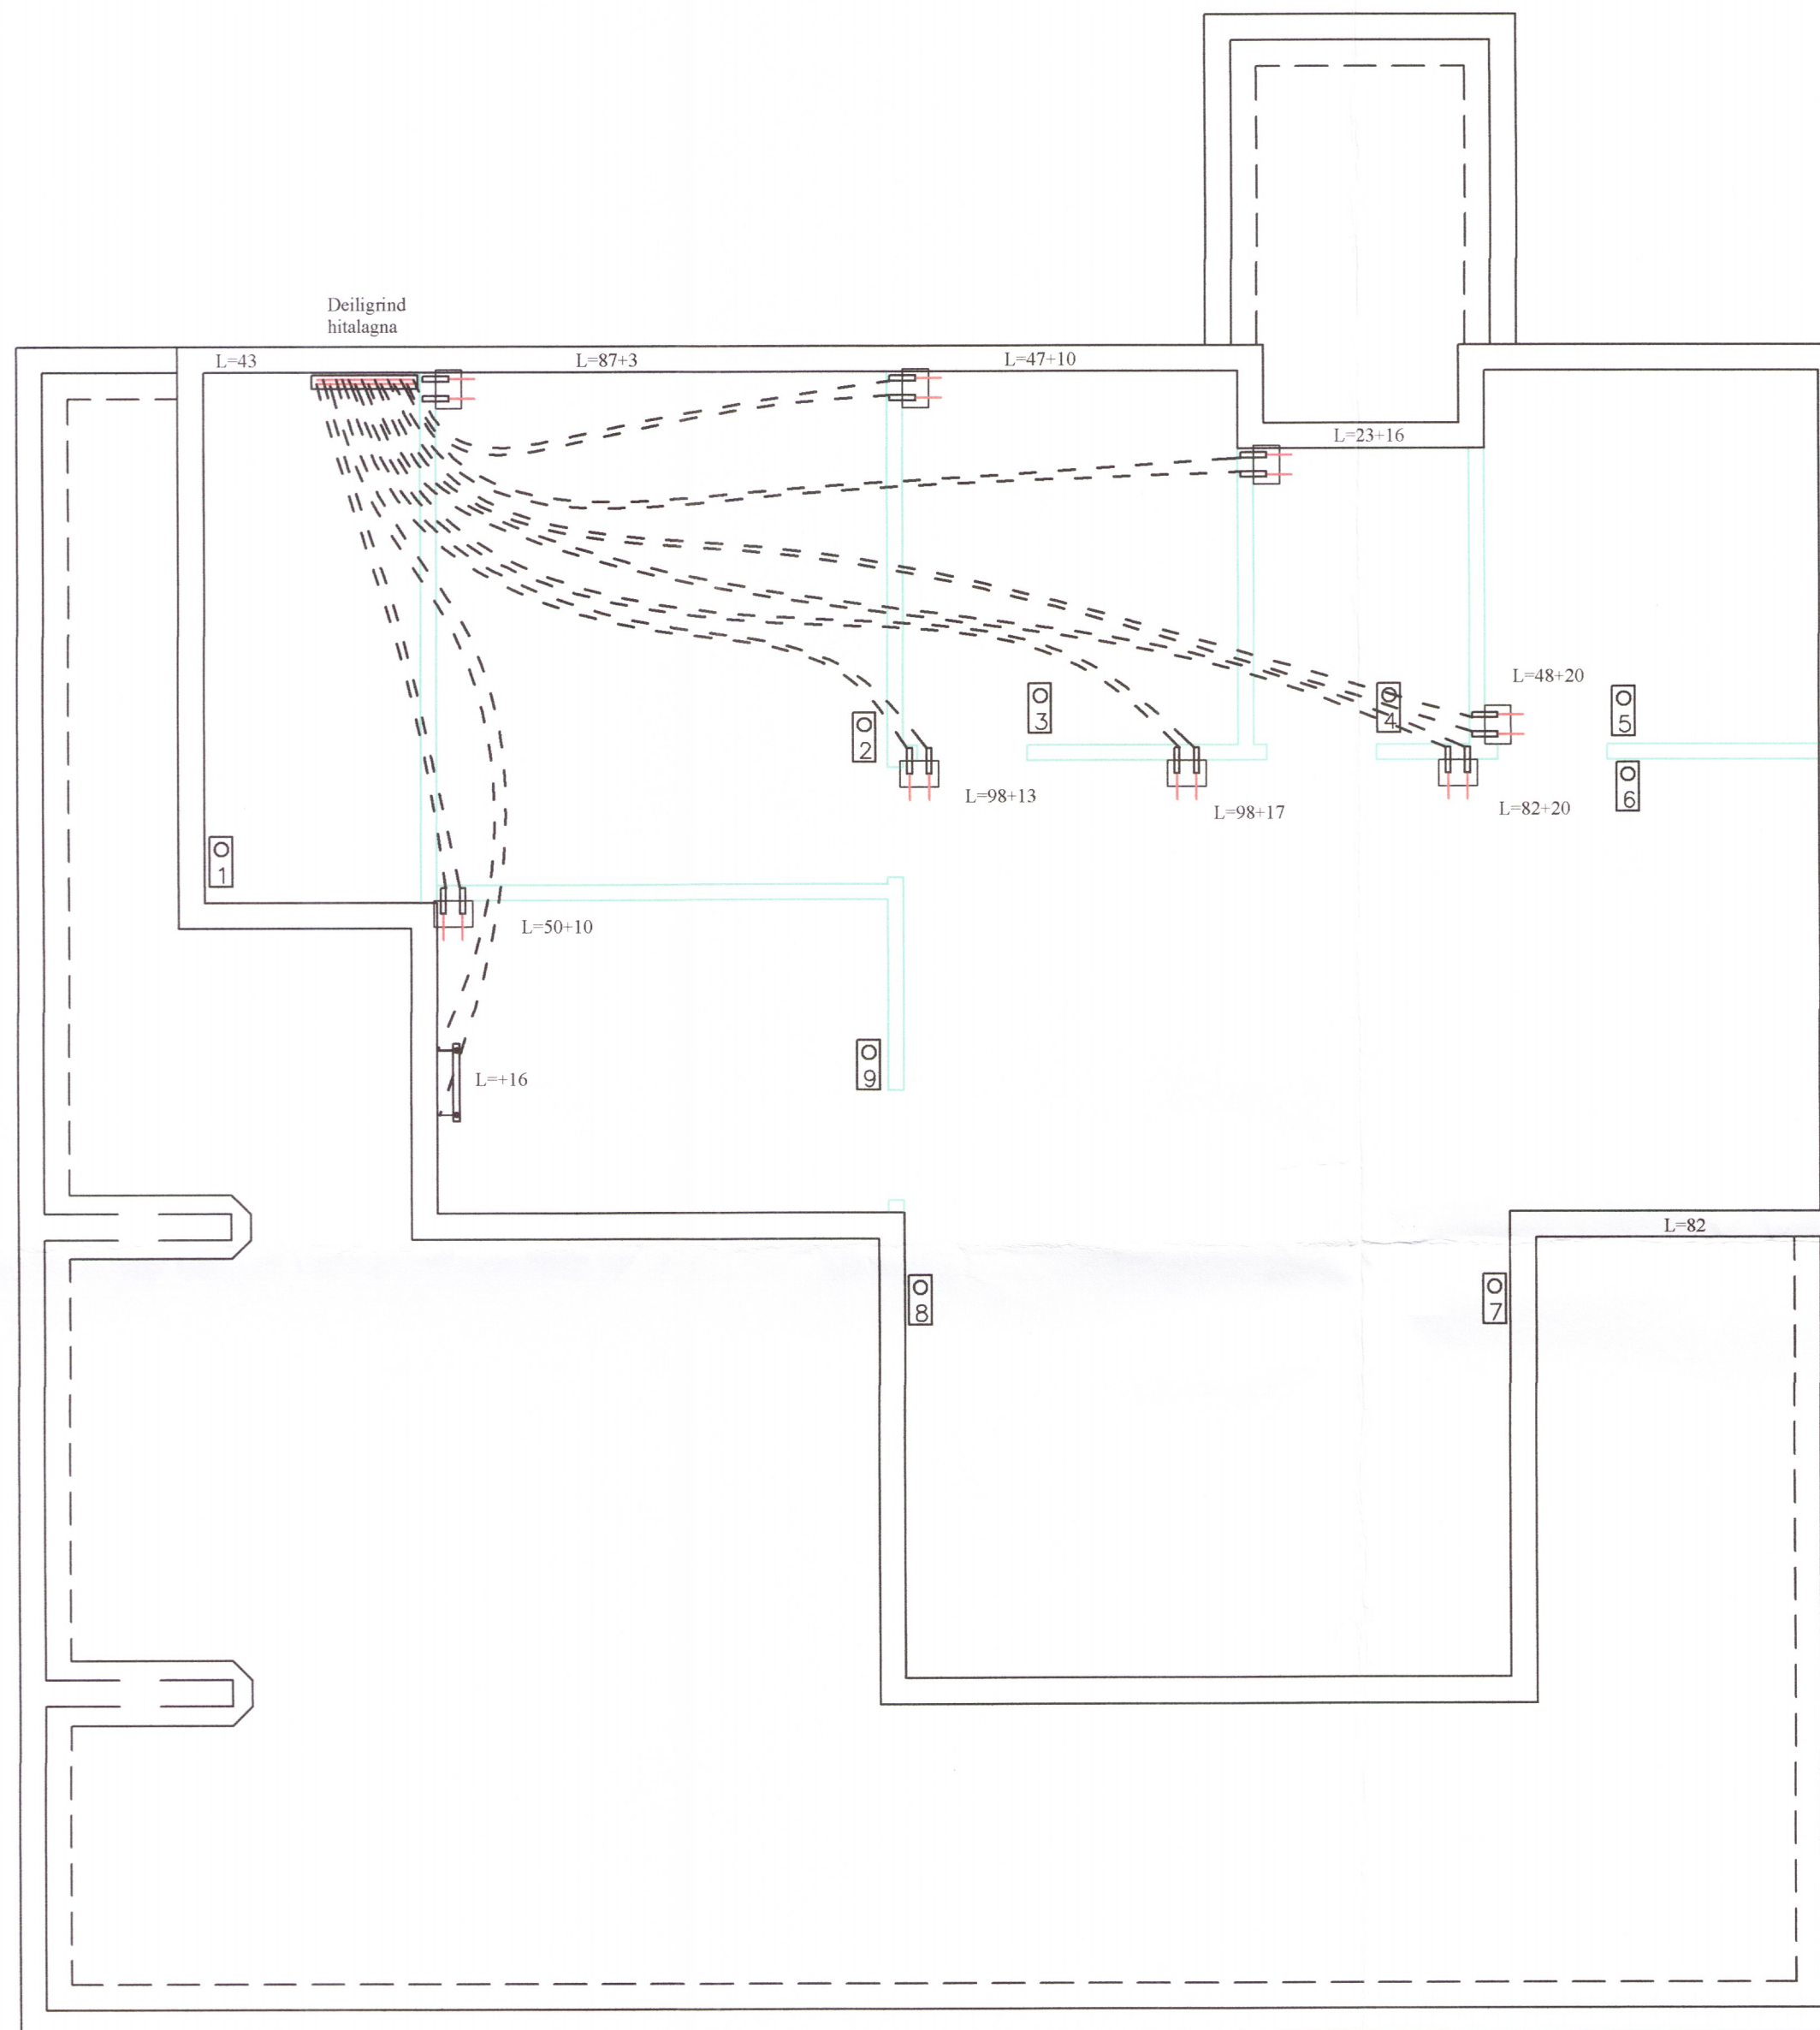 Deiligrind
hitalagna
L=43
L=87+3
L=47+10
L=23+16
L=48+20
2
3
4
5
L=98+13
L=98+17
L=82+20
6
1
L=50+10
9
L=+16
L=82
8
7